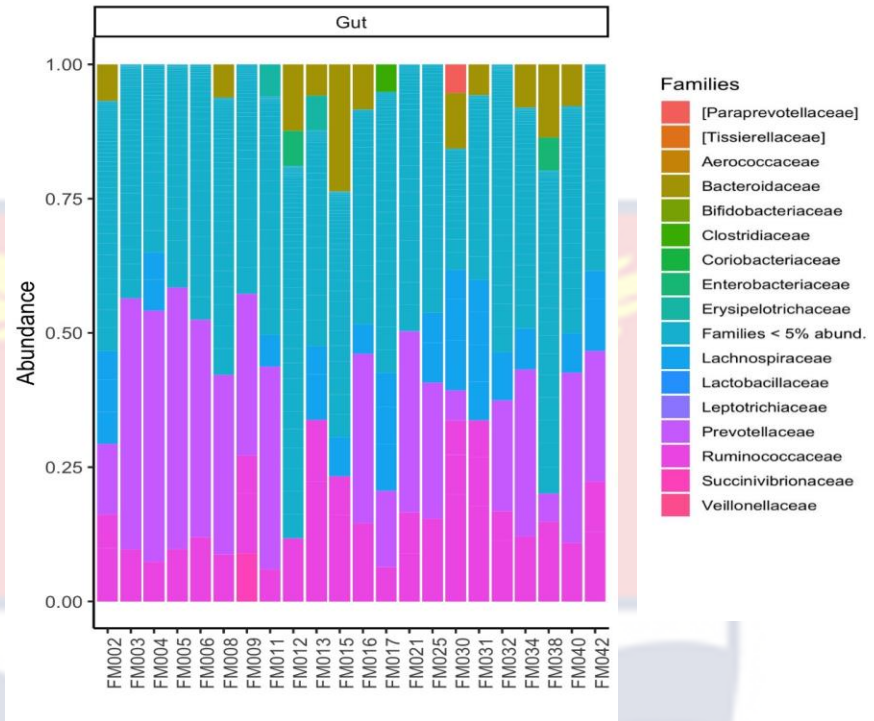 Gut
1.00
0.75
0.50
0.25
0.00
Abundance
FM002
FM003
FM004
FM005
FM006
FM008
FM009
FM011
FM012
FM013
FM015
FM016
FM017
FM021
FM025
FM030
FM031
FM032
FM034
FM038
FM040
FM042
Families
[Paraprevotellaceae]
[Tissierellaceae]
Aerococcaceae
Bacteroidaceae
Bifidobacteriaceae
Clostridiaceae
Coriobacteriaceae
Enterobacteriaceae
Erysipelotrichaceae
Families < 5% abund.
Lachnospiraceae
Lactobacillaceae
Leptotrichiaceae
Prevotellaceae
Ruminococcaceae
Succinivibrionaceae
Veillonellaceae